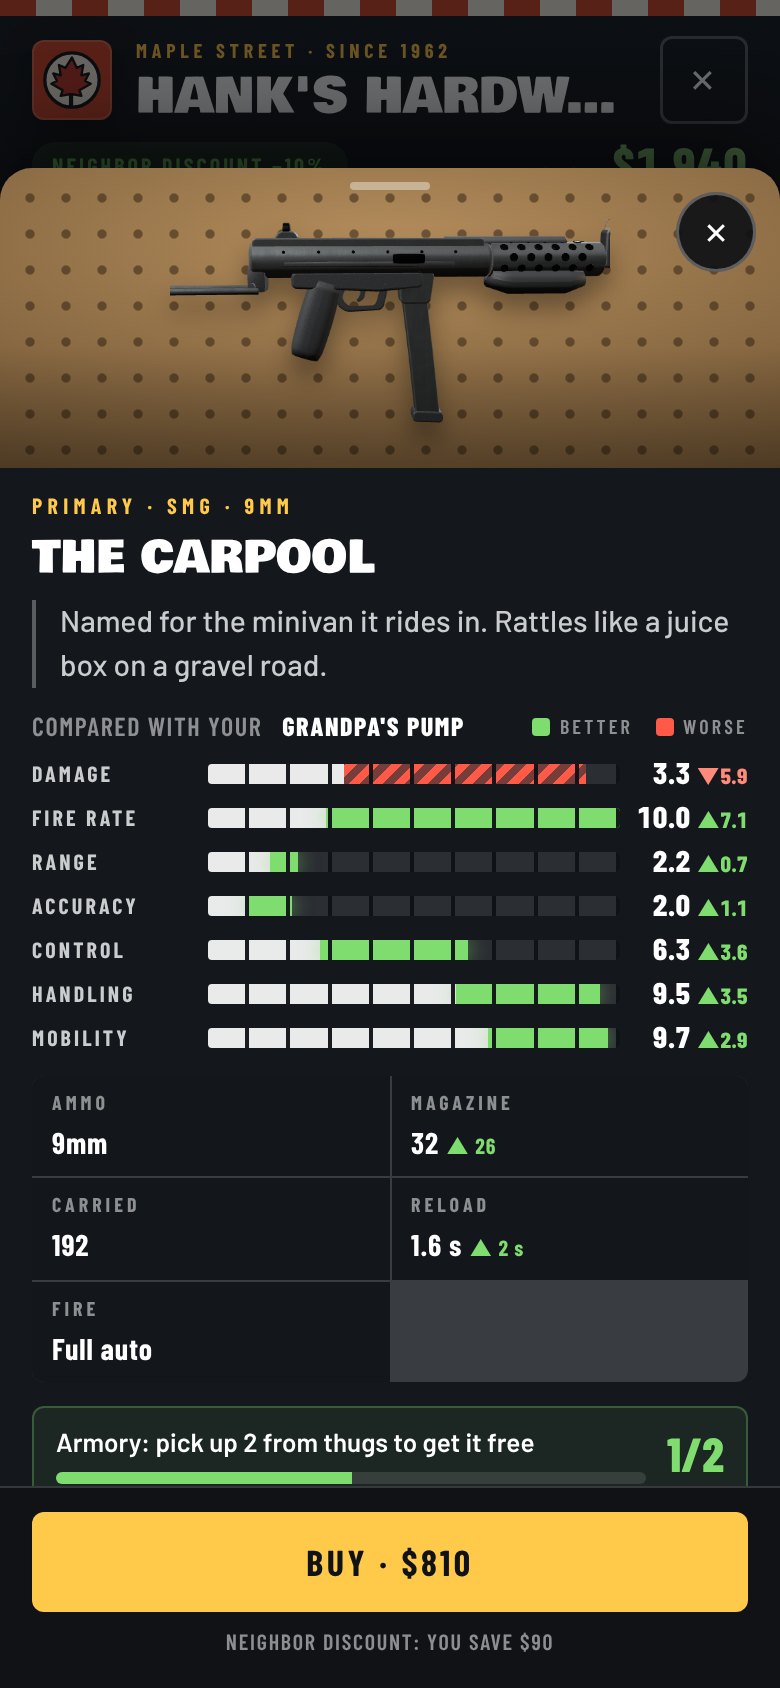 MAPLE STREET · SINCE 1962
HANK'S HARDW...
×
NEIGHBOR DISCOUNT -10%
$1,940
×
PRIMARY · SMG · 9MM
THE CARPOOL
Named for the minivan it rides in. Rattles like a juice
box on a gravel road.
COMPARED WITH YOUR GRANDPA'S PUMP BETTER WORSE
DAMAGE 3.3 ▼5.9
FIRE RATE 10.0 ▲7.1
RANGE 2.2 ▲0.7
ACCURACY 2.0 ▲1.1
CONTROL 6.3 ▲3.6
HANDLING 9.5 ▲3.5
MOBILITY 9.7 ▲2.9
AMMO MAGAZINE
9mm 32 ▲ 26
CARRIED RELOAD
192 1.6 s ▲ 2 s
FIRE
Full auto
Armory: pick up 2 from thugs to get it free 1/2
BUY · $810
NEIGHBOR DISCOUNT: YOU SAVE $90